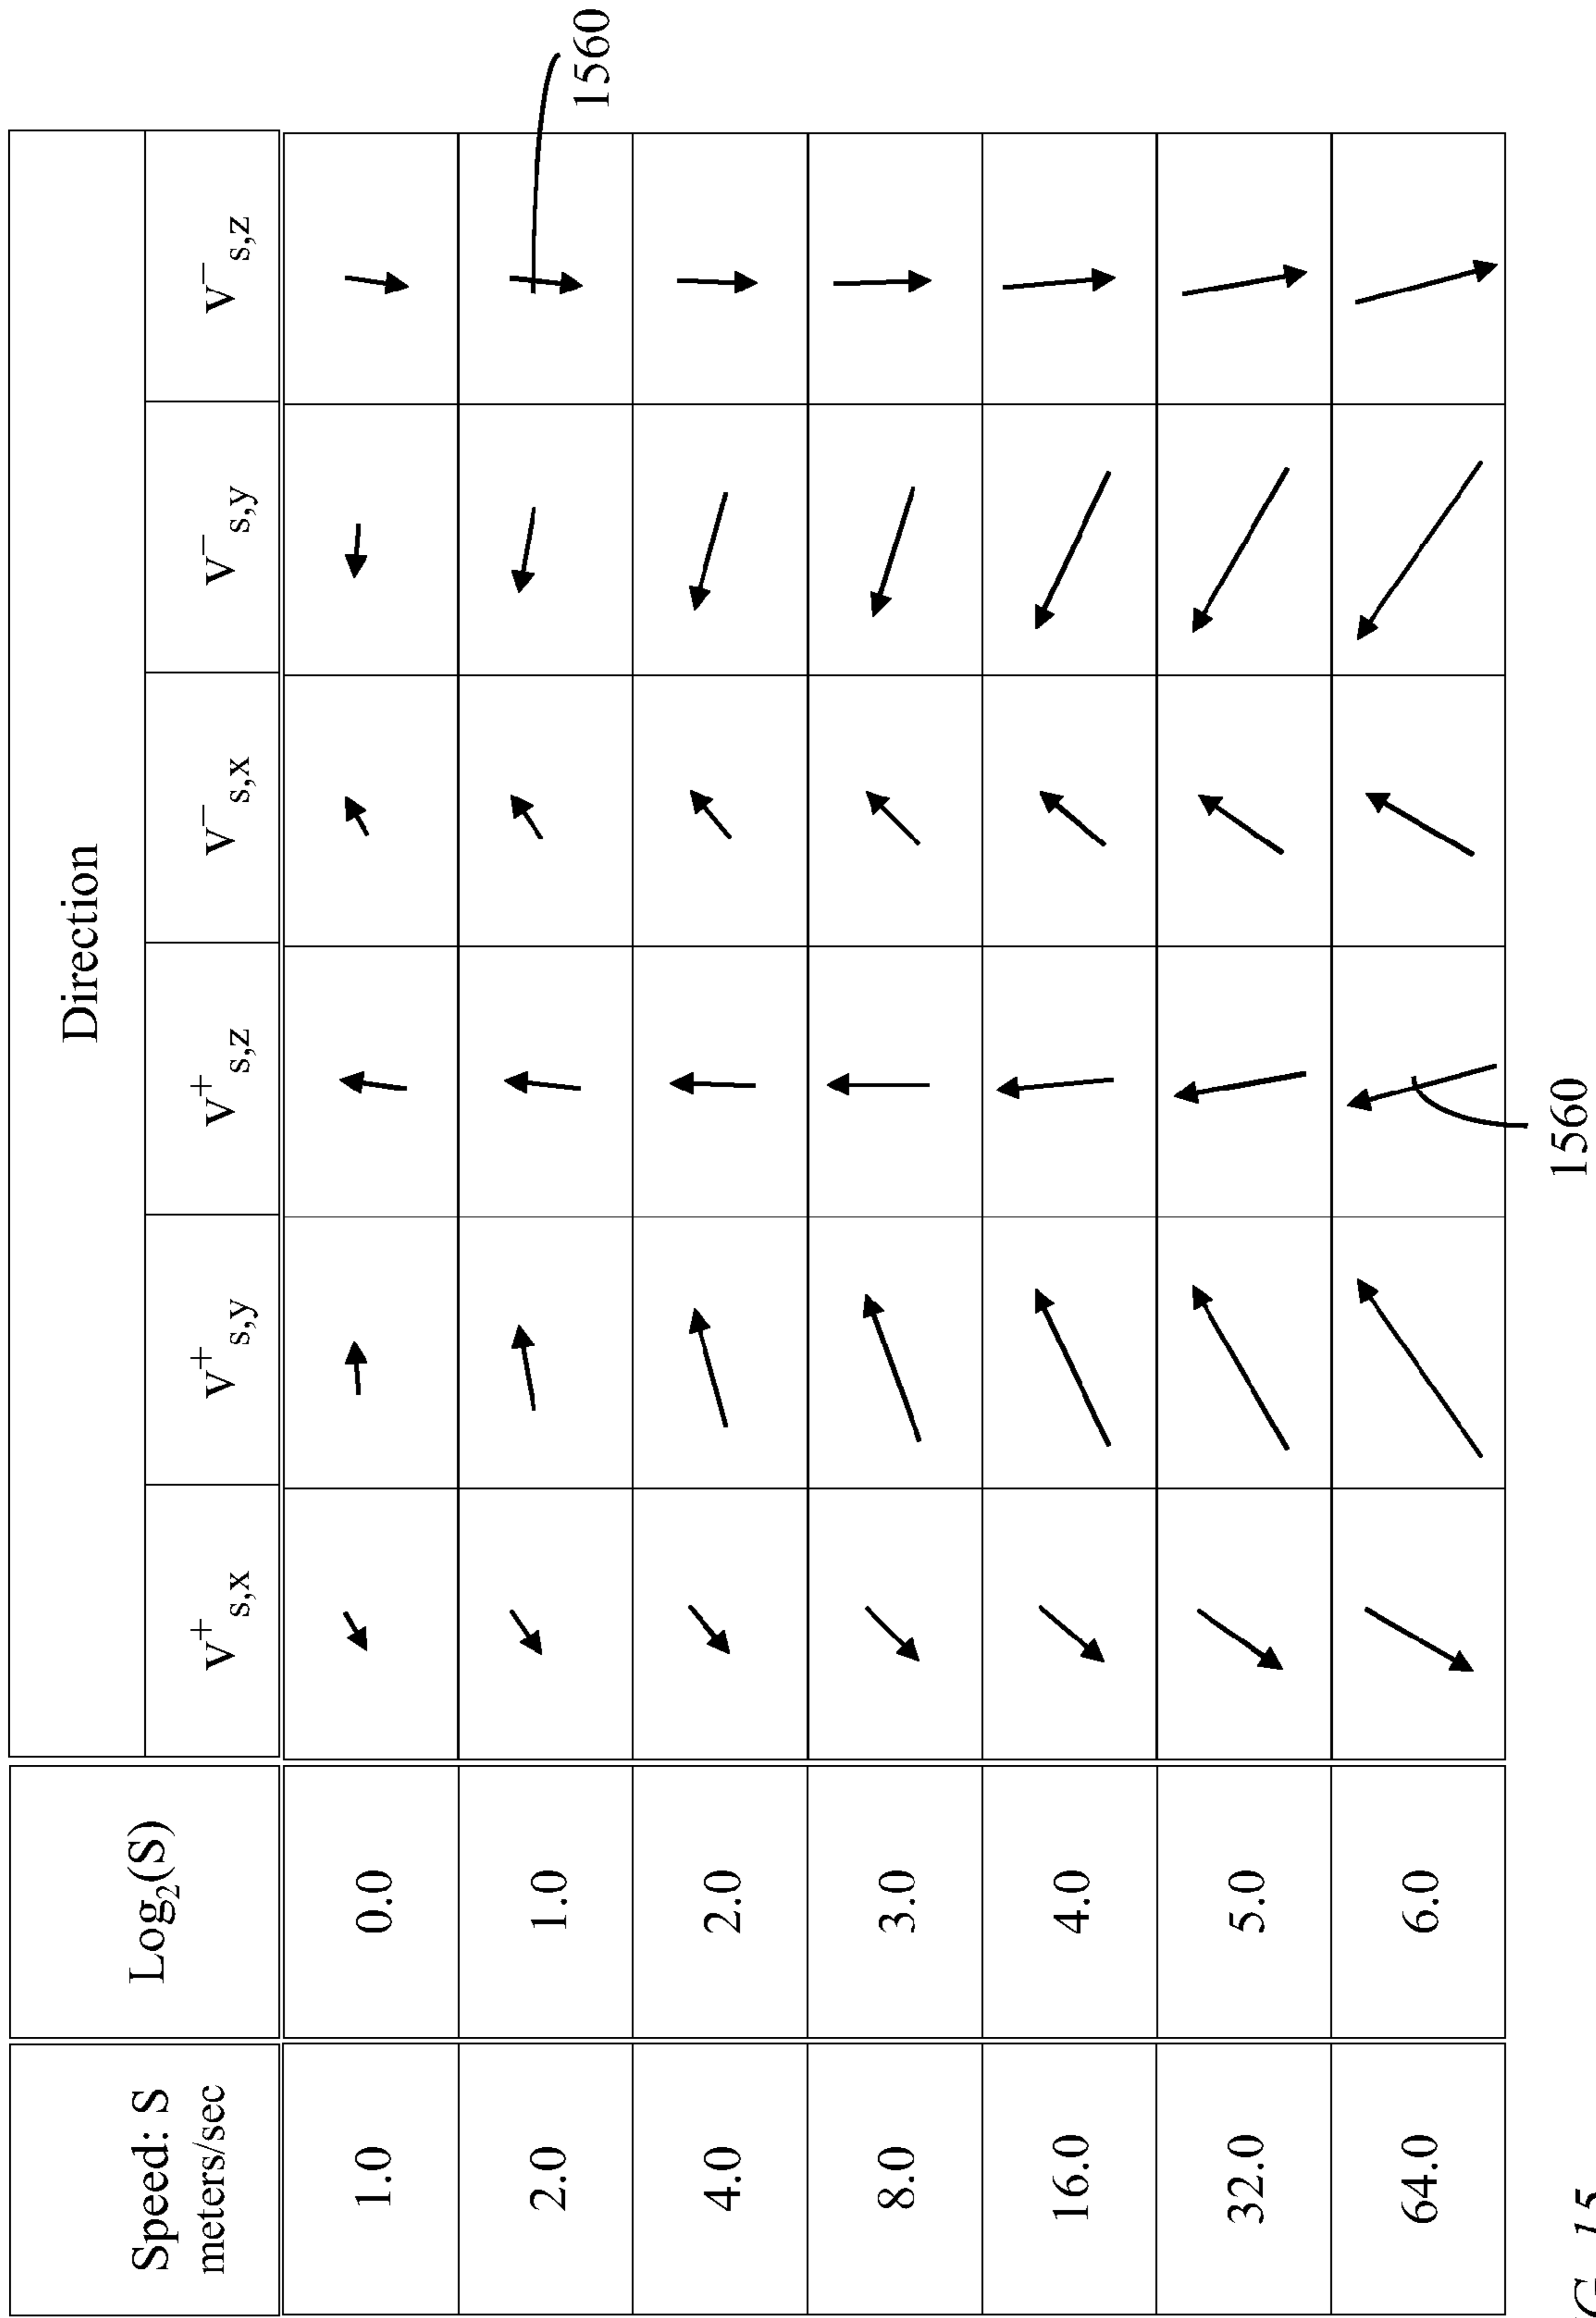 Speed: S
meters/sec
Log₂(S)
Direction
V⁺ s,x
V⁺ s,y
V⁺ s,z
V⁻ s,x
V⁻ s,y
V⁻ s,z
1.0
0.0
2.0
1.0
1560
4.0
2.0
8.0
3.0
16.0
4.0
32.0
5.0
64.0
6.0
1560
15